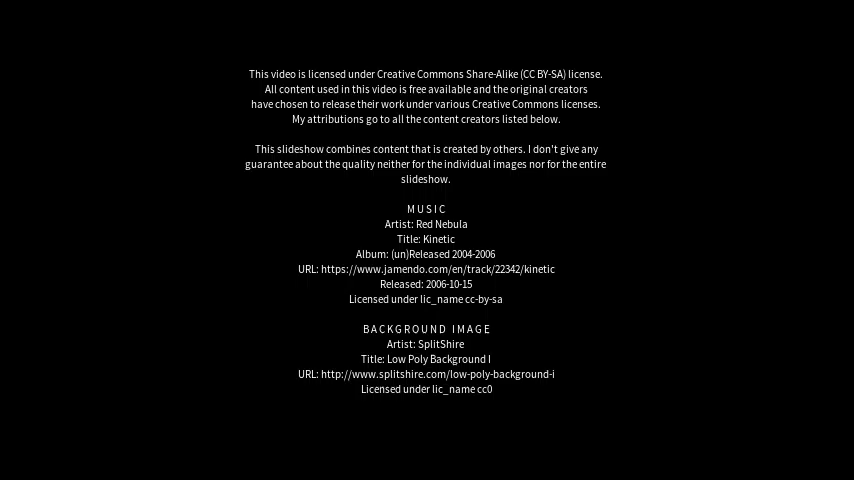 This video is licensed under Creative Commons Share-Alike (CC BY-SA) license.
All content used in this video is free available and the original creators
have chosen to release their work under various Creative Commons licenses.
My attributions go to all the content creators listed below.
This slideshow combines content that is created by others. I don't give any
guarantee about the quality neither for the individual images nor for the entire
slideshow.
MUSIC
Artist: Red Nebula
Title: Kinetic
Album: (un)Released 2004-2006
URL: https://www.jamendo.com/en/track/22342/kinetic
Released: 2006-10-15
Licensed under lic_name cc-by-sa
BACKGROUND IMAGE
Artist: SplitShire
Title: Low Poly Background I
URL: http://www.splitshire.com/low-poly-background-i
Licensed under lic_name cc0